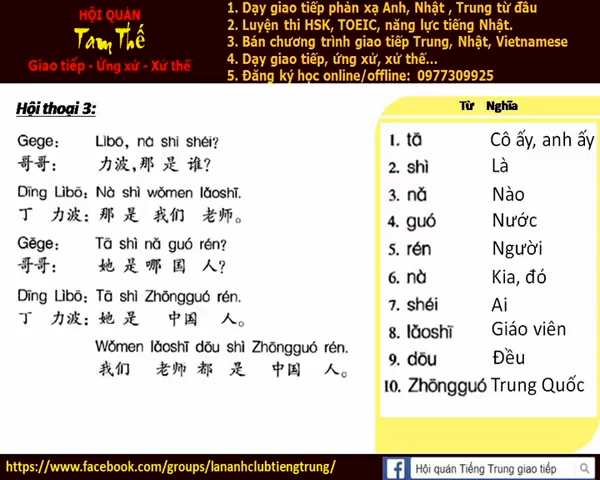 HỘI QUÁN
Tam Thế
Giao tiếp - Ứng xử - Xử thế
1. Dạy giao tiếp phản xạ Anh, Nhật , Trung từ đầu
2. Luyện thi HSK, TOEIC, năng lực tiếng Nhật.
3. Bán chương trình giao tiếp Trung, Nhật, Vietnamese
4. Dạy giao tiếp, ứng xử, xử thế...
5. Đăng ký học online/offline: 0977309925
Hội thoại 3:
Gege: Lìbō, nà shì shéi?
哥哥: 力波,那 是 谁?
Dīng Lìbō: Nà shì wǒmen lǎoshī.
丁 力波: 那 是 我们 老师。
Gēge: Tā shì nǎ guó rén?
哥哥: 她 是 哪 国 人?
Dīng Lìbō: Tā shì Zhōngguó rén.
丁 力波: 她 是 中国 人。
Wǒmen lǎoshī dōu shì Zhōngguó rén.
我们 老师 都 是 中国 人。
Từ Nghĩa
1. tā Cô ấy, anh ấy
2. shì Là
3. nǎ Nào
4. guó Nước
5. rén Người
6. nà Kia, đó
7. shéi Ai
8. lǎoshī Giáo viên
9. dōu Đều
10. Zhōngguó Trung Quốc
https://www.facebook.com/groups/lananhclubtiengtrung/
f Hội quán Tiếng Trung giao tiếp